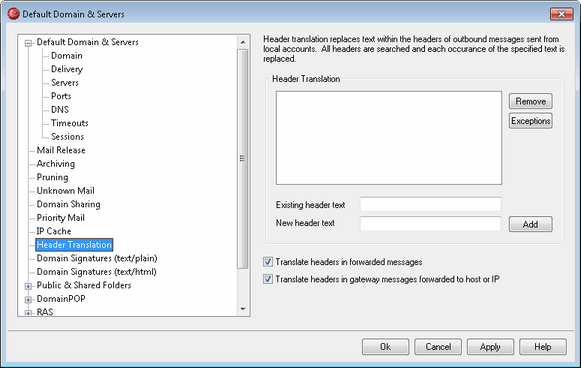 Default Domain & Servers
Default Domain & Servers
Domain
Delivery
Servers
Ports
DNS
Timeouts
Sessions
Mail Release
Archiving
Pruning
Unknown Mail
Domain Sharing
Priority Mail
IP Cache
Header Translation
Domain Signatures (text/plain)
Domain Signatures (text/html)
Public & Shared Folders
DomainPOP
RAS
Header translation replaces text within the headers of outbound messages sent from
local accounts. All headers are searched and each occurance of the specified text is
replaced.
Header Translation
Remove
Exceptions
Existing header text
New header text
Add
Translate headers in forwarded messages
Translate headers in gateway messages forwarded to host or IP
Ok
Cancel
Apply
Help